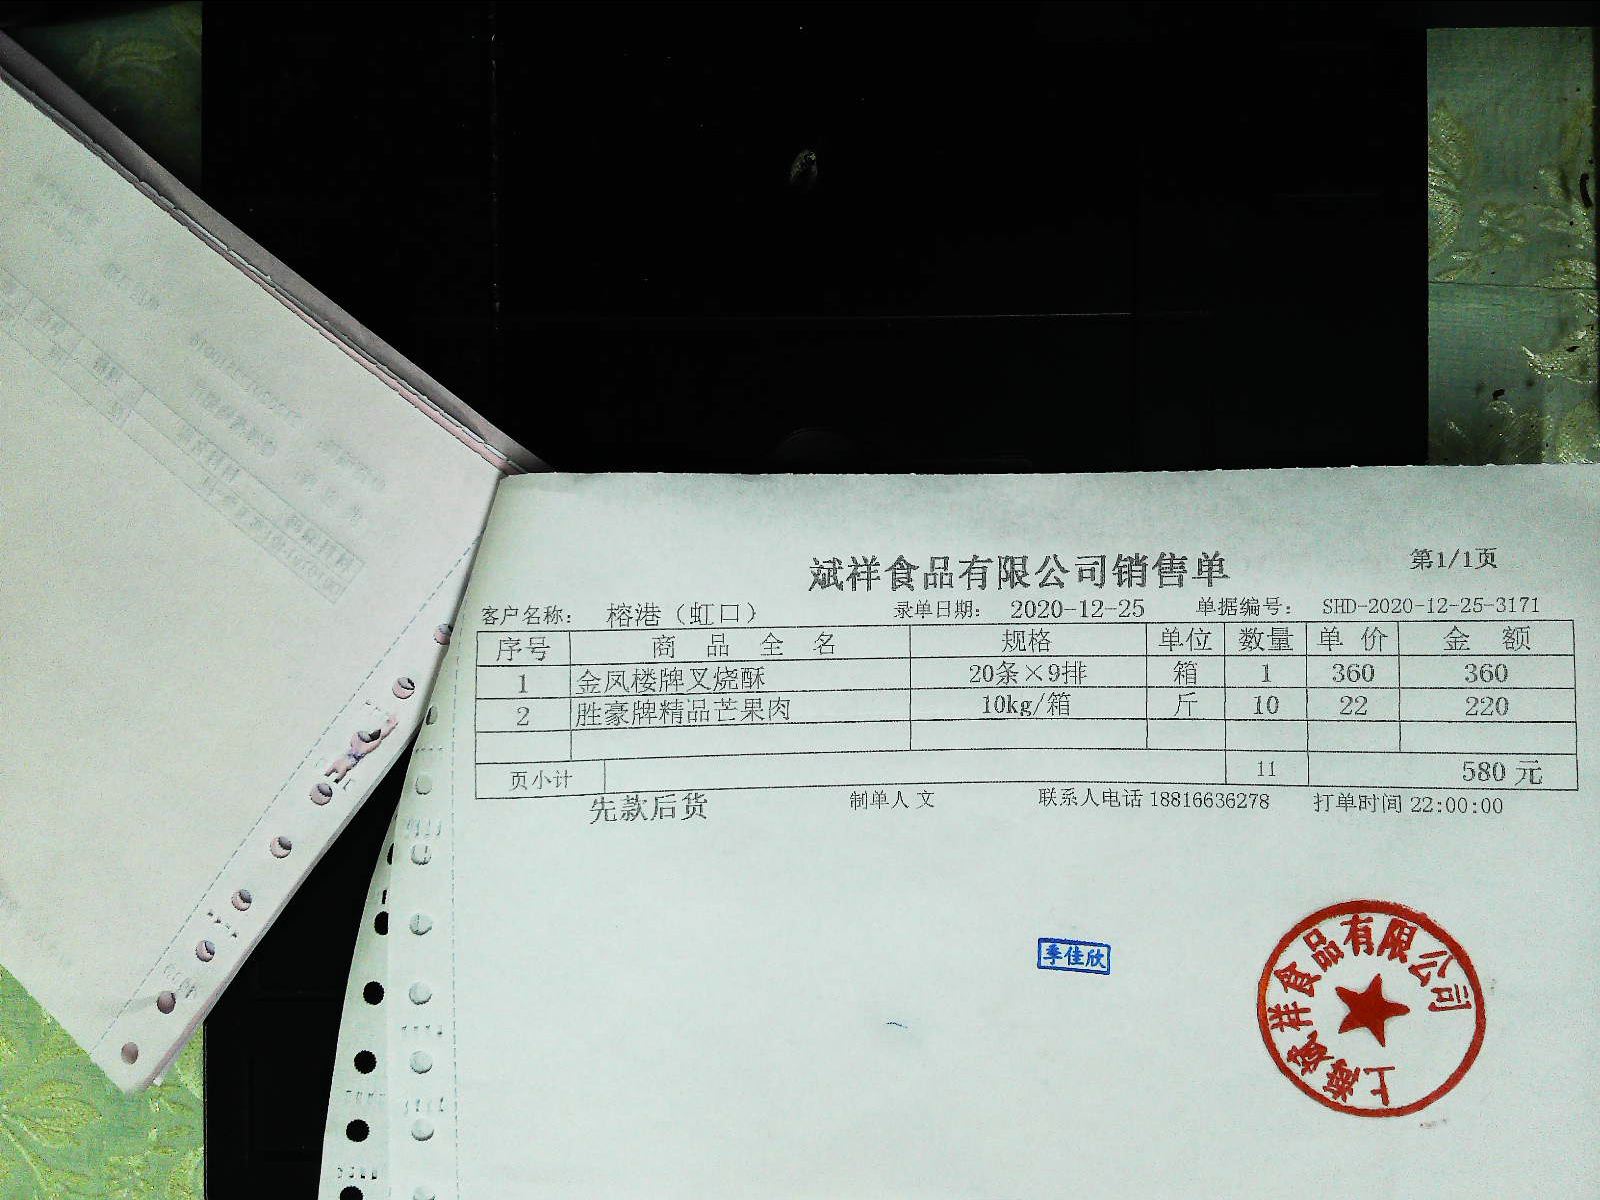 斌祥食品有限公司销售单
第1/1页
客户名称： 榕港（虹口） 录单日期： 2020-12-25 单据编号： SHD-2020-12-25-3171
序号 商品全名 规格 单位 数量 单价 金额
1 金凤楼牌叉烧酥 20条×9排 箱 1 360 360
2 胜豪牌精品芒果肉 10kg/箱 斤 10 22 220
页小计 11 580 元
先款后货 制单人 文 联系人电话 18816636278 打单时间 22:00:00
季佳欣
上海斌祥食品有限公司